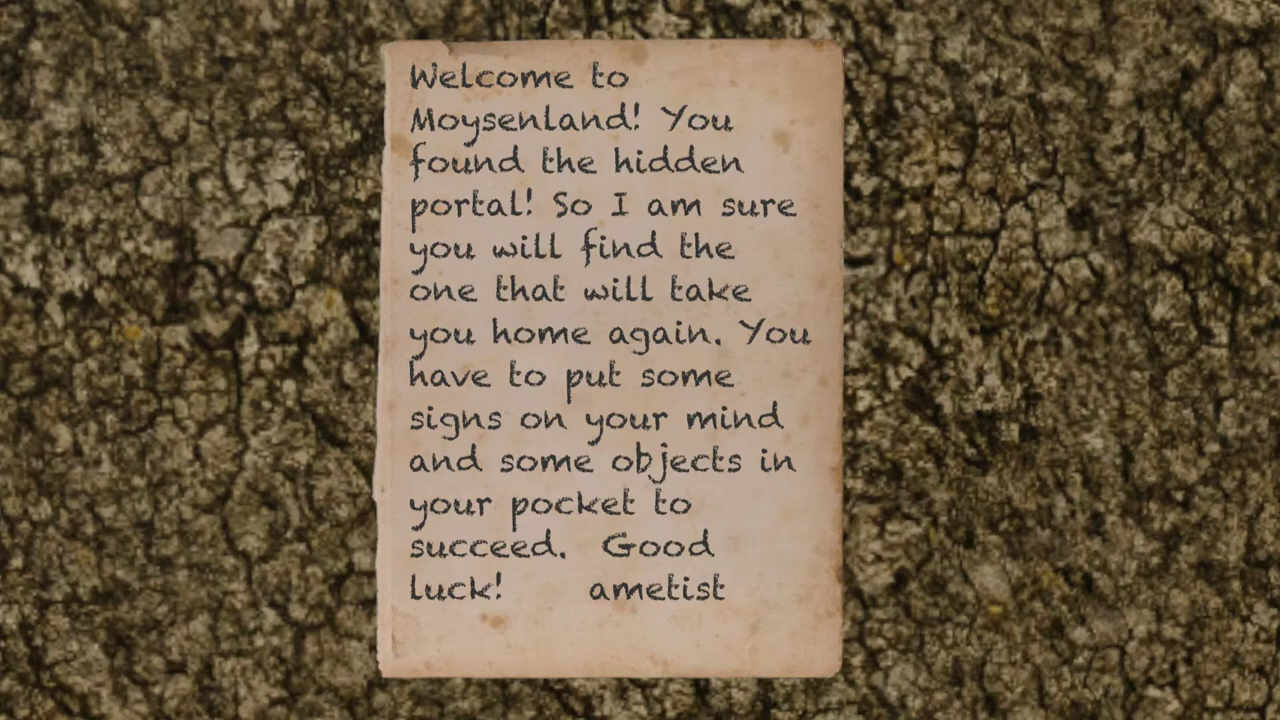 Welcome to
Moysenland! You
found the hidden
portal! So I am sure
you will find the
one that will take
you home again. You
have to put some
signs on your mind
and some objects in
your pocket to
succeed. Good
luck! ametist